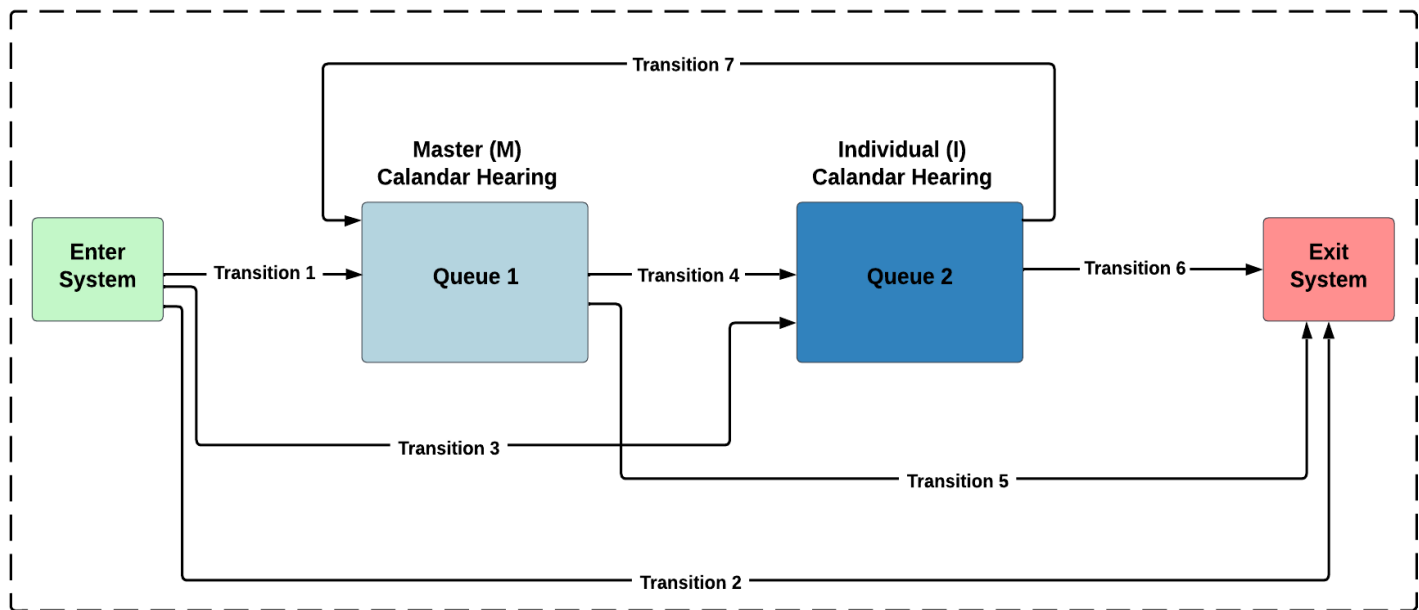 Transition 7
Master (M)
Calandar Hearing
Individual (I)
Calandar Hearing
Enter
System
Transition 1
Queue 1
Transition 4
Queue 2
Transition 6
Exit
System
Transition 3
Transition 5
Transition 2